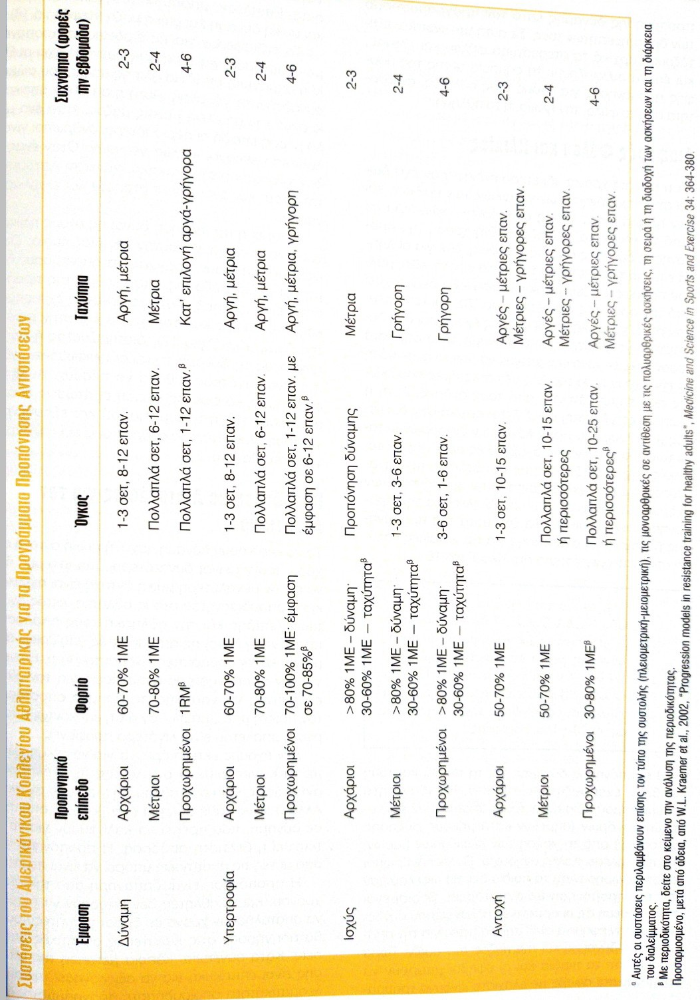 Συστάσεις του Αμερικάνικου Κολλεγίου Αθλητιατρικής για τα Προγράμματα Προπόνησης Αντιστάσεων
Έμφαση Προπονητικό επίπεδο Φορτίο Όγκος Ταχύτητα Συχνότητα (φορές την εβδομάδα)
Δύναμη Αρχάριοι 60-70% 1ΜΕ 1-3 σετ, 8-12 επαν. Αργή, μέτρια 2-3
Μέτριοι 70-80% 1ΜΕ Πολλαπλά σετ, 6-12 επαν. Μέτρια 2-4
Προχωρημένοι 1RMᵝ Πολλαπλά σετ, 1-12 επαν.ᵝ Κατ' επιλογή αργά-γρήγορα 4-6
Υπερτροφία Αρχάριοι 60-70% 1ΜΕ 1-3 σετ, 8-12 επαν. Αργή, μέτρια 2-3
Μέτριοι 70-80% 1ΜΕ Πολλαπλά σετ, 6-12 επαν. Αργή, μέτρια 2-4
Προχωρημένοι 70-100% 1ΜΕ· έμφαση Πολλαπλά σετ, 1-12 επαν. με Αργή, μέτρια, γρήγορη 4-6
σε 70-85%ᵝ έμφαση σε 6-12 επαν.ᵝ
Ισχύς Αρχάριοι >80% 1ΜΕ – δύναμη· Προπόνηση δύναμης Μέτρια 2-3
30-60% 1ΜΕ – ταχύτηταᵝ
Μέτριοι >80% 1ΜΕ – δύναμη· 1-3 σετ, 3-6 επαν. Γρήγορη 2-4
30-60% 1ΜΕ – ταχύτηταᵝ
Προχωρημένοι >80% 1ΜΕ – δύναμη· 3-6 σετ, 1-6 επαν. Γρήγορη 4-6
30-60% 1ΜΕ – ταχύτηταᵝ
Αντοχή Αρχάριοι 50-70% 1ΜΕ 1-3 σετ, 10-15 επαν. Αργές – μέτριες επαν. 2-3
Μέτριες – γρήγορες επαν.
Μέτριοι 50-70% 1ΜΕ Πολλαπλά σετ, 10-15 επαν. Αργές – μέτριες επαν. 2-4
ή περισσότερες Μέτριες – γρήγορες επαν.
Προχωρημένοι 30-80% 1ΜΕᵝ Πολλαπλά σετ, 10-25 επαν. Αργές – μέτριες επαν. 4-6
ή περισσότερεςᵝ Μέτριες – γρήγορες επαν.
ᵅ Αυτές οι συστάσεις περιλαμβάνουν επίσης τον τύπο της συστολής (πλειομετρική-μειομετρική), τις μονοαρθρικές σε αντίθεση με τις πολυαρθρικές ασκήσεις, τη σειρά ή τη διαδοχή των ασκήσεων και τη διάρκεια
του διαλείμματος.
ᵝ Με περιοδικότητα, δείτε στο κείμενο την ανάλυση της περιοδικότητας.
Προσαρμοσμένο, μετά από άδεια, από W.L. Kraemer et al., 2002, "Progression models in resistance training for healthy adults", Medicine and Science in Sports and Exercise 34: 364-380.